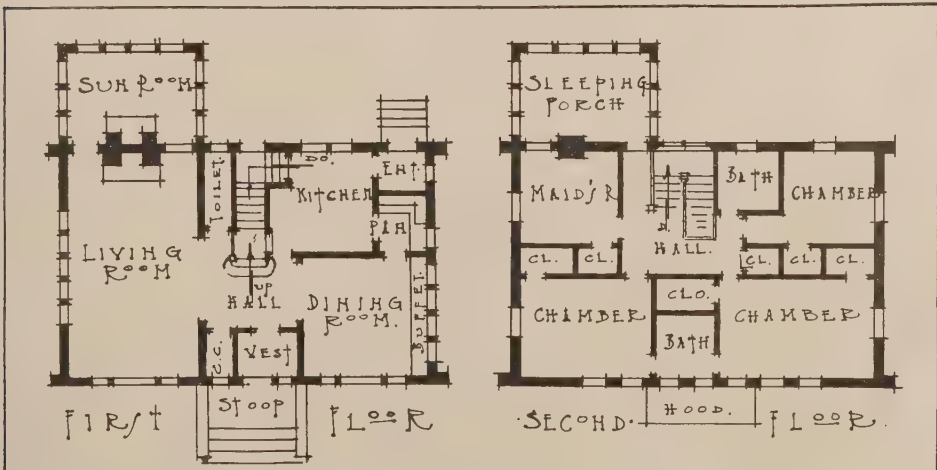 SUN ROOM
TOILET.
DO.
KITCHEN
ENT.
PAN
LIVING
ROOM
UP
HALL
DINING
ROOM.
BUFFET.
C.C.
VEST
STOOP
FIRST FLOOR
SLEEPING
PORCH
MAID'S R
BATH
CHAMBER
D.
HALL.
CL.
CL.
CL.
CL.
CL.
CHAMBER
CLO.
CHAMBER
BATH
·SECOND· FLOOR
HOOD.